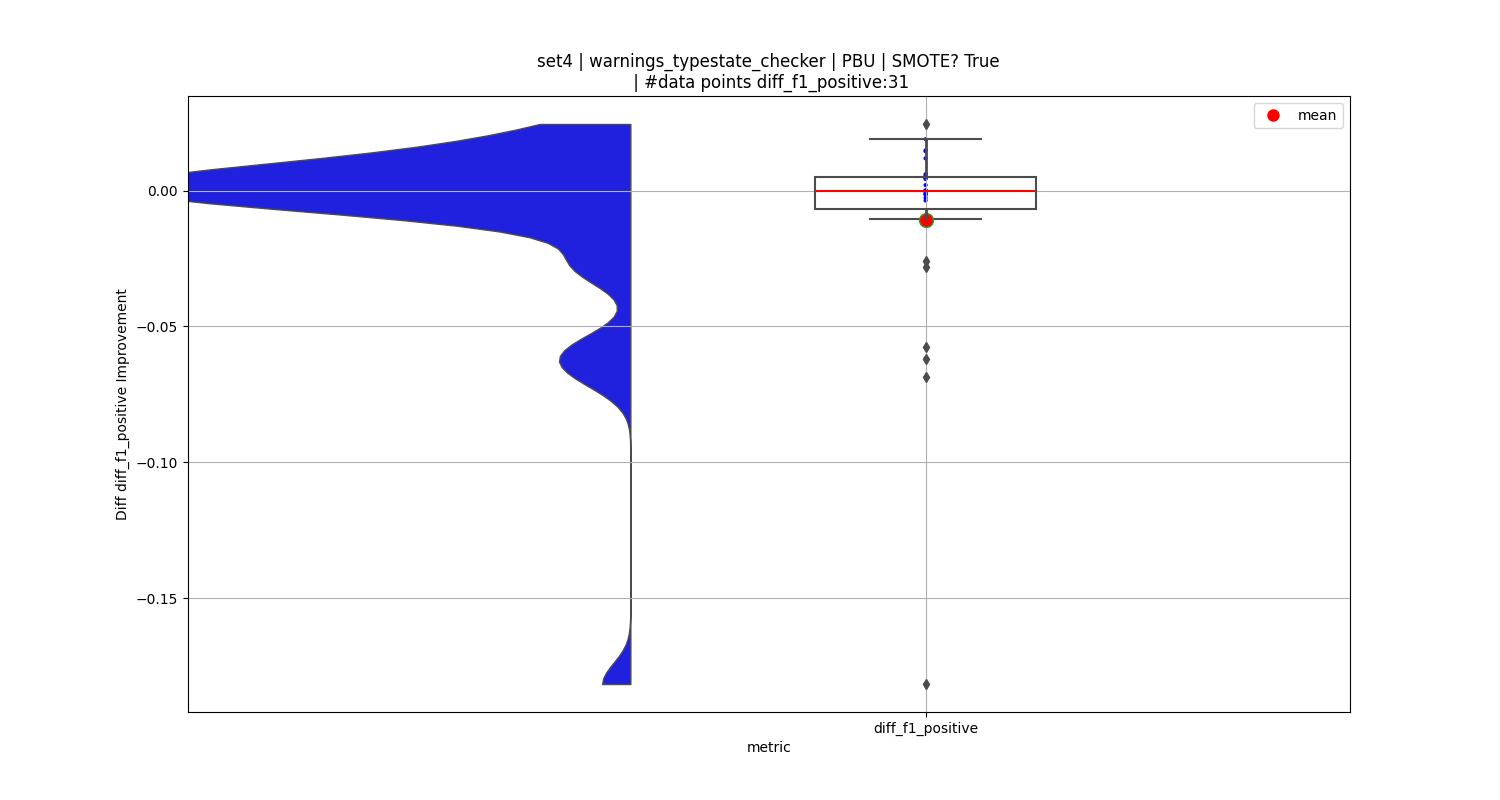 set4 | warnings_typestate_checker | PBU | SMOTE? True
| #data points diff_f1_positive:31
mean
0.00
−0.05
−0.10
−0.15
Diff diff_f1_positive Improvement
diff_f1_positive
metric